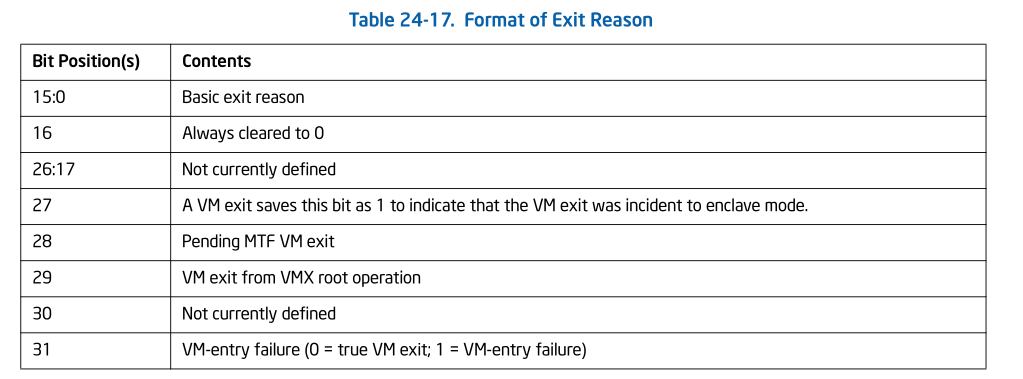 Table 24-17. Format of Exit Reason
Bit Position(s) Contents
15:0 Basic exit reason
16 Always cleared to 0
26:17 Not currently defined
27 A VM exit saves this bit as 1 to indicate that the VM exit was incident to enclave mode.
28 Pending MTF VM exit
29 VM exit from VMX root operation
30 Not currently defined
31 VM-entry failure (0 = true VM exit; 1 = VM-entry failure)